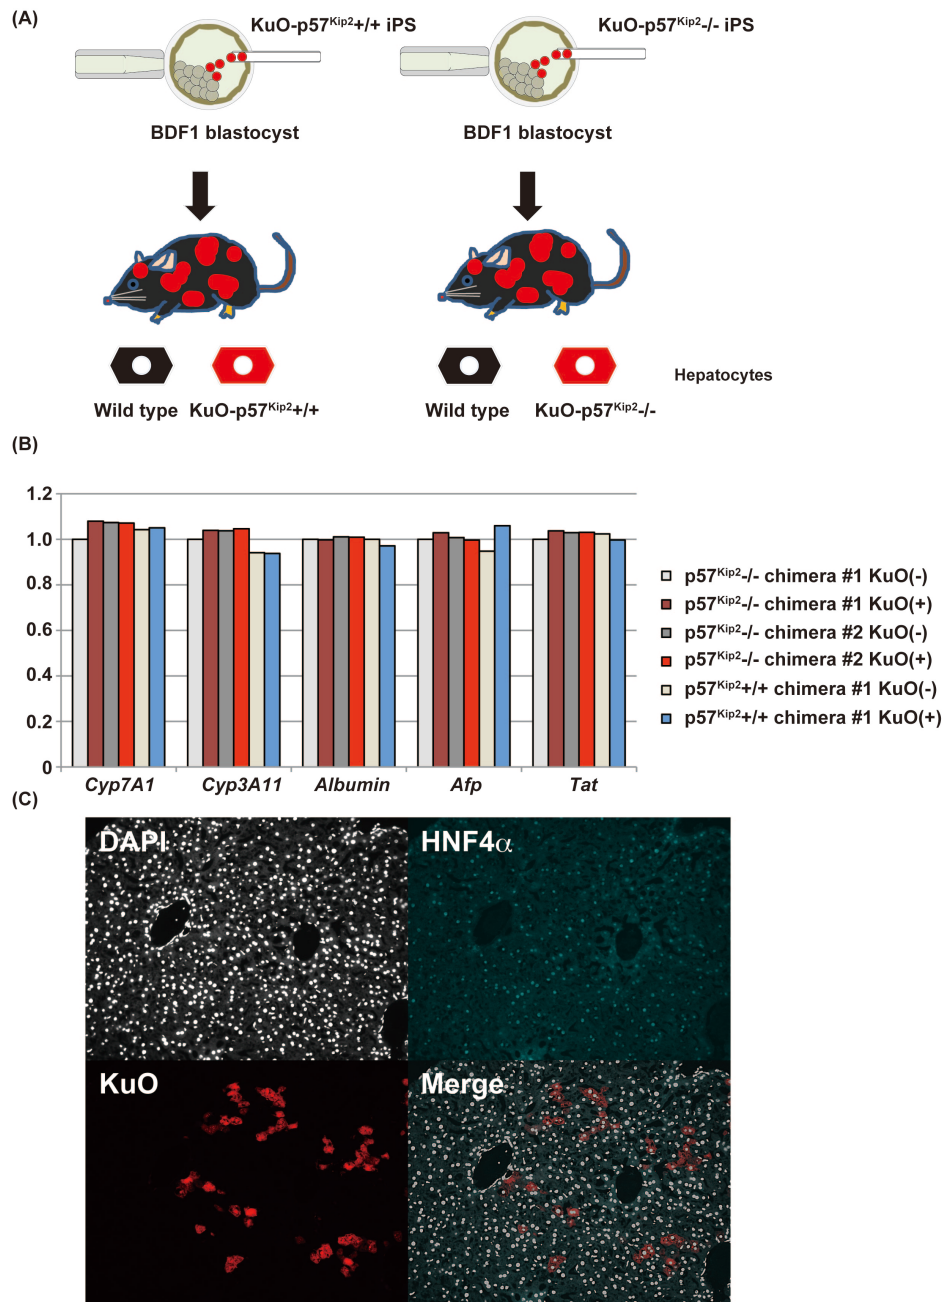 (A)
KuO-p57Kip2+/+ iPS
KuO-p57Kip2-/- iPS
BDF1 blastocyst
BDF1 blastocyst
Hepatocytes
Wild type
KuO-p57Kip2+/+
Wild type
KuO-p57Kip2-/-
(B)
1.2
1.0
0.8
0.6
0.4
0.2
0
Cyp7A1
Cyp3A11
Albumin
Afp
Tat
p57Kip2-/- chimera #1 KuO(-)
p57Kip2-/- chimera #1 KuO(+)
p57Kip2-/- chimera #2 KuO(-)
p57Kip2-/- chimera #2 KuO(+)
p57Kip2+/+ chimera #1 KuO(-)
p57Kip2+/+ chimera #1 KuO(+)
(C)
DAPI
HNF4α
KuO
Merge